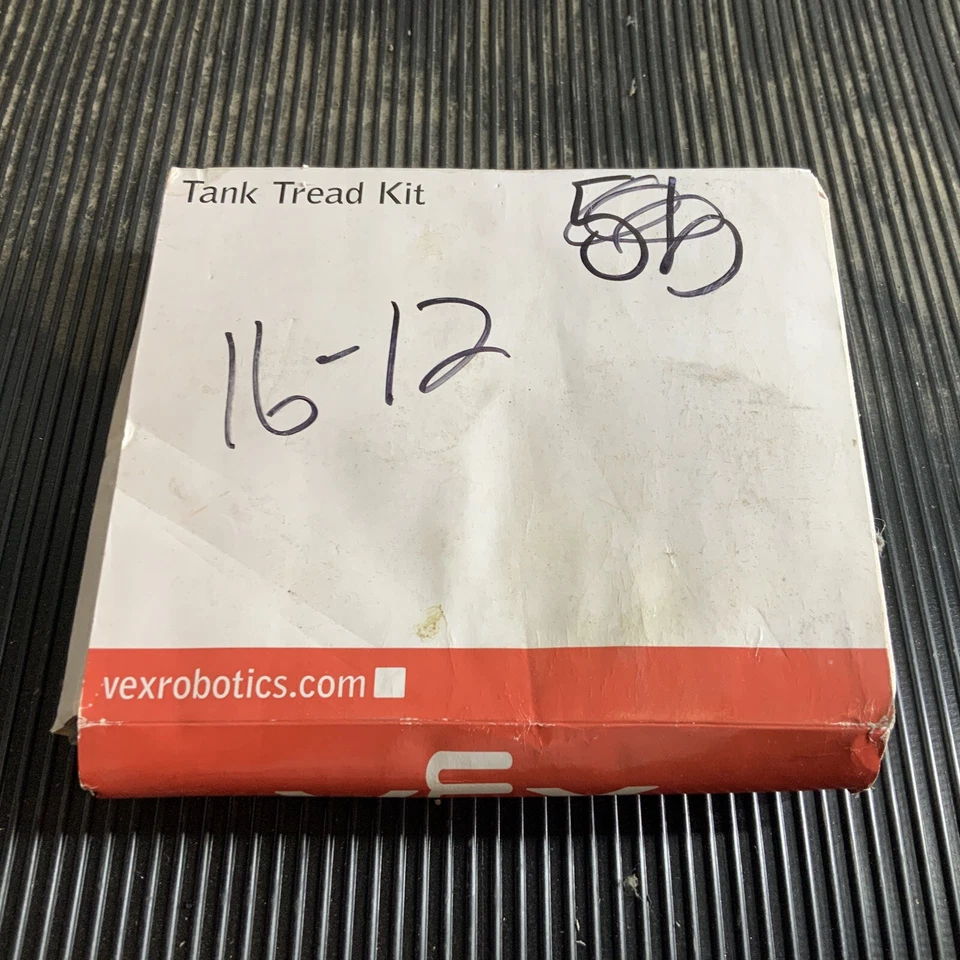 Tank Tread Kit
16-12
vexrobotics.com